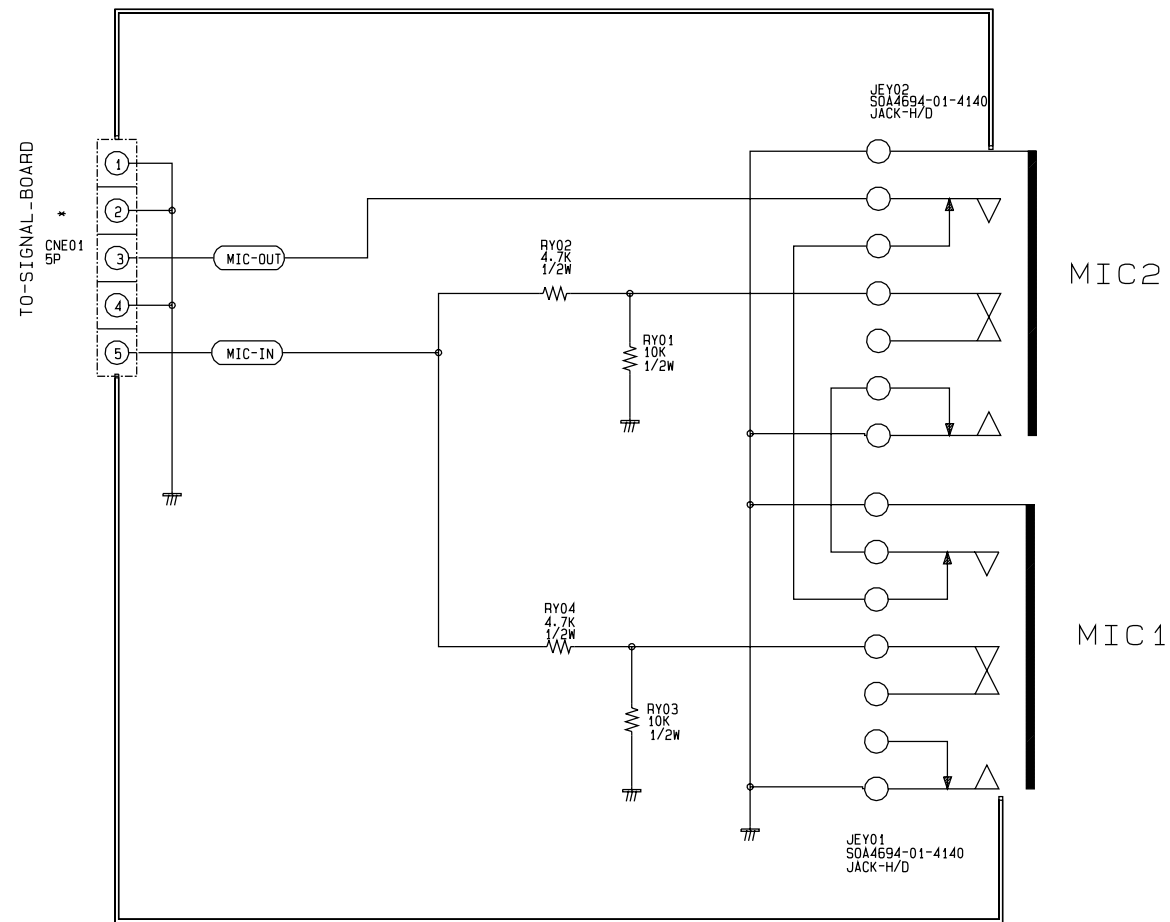 JEY02
SOA4694-01-4140
JACK-H/D
TO-SIGNAL_BOARD
*
CNE01
5P
1
2
3
4
5
MIC-OUT
MIC-IN
RY02
4.7K
1/2W
RY01
10K
1/2W
MIC2
RY04
4.7K
1/2W
RY03
10K
1/2W
MIC1
JEY01
SOA4694-01-4140
JACK-H/D